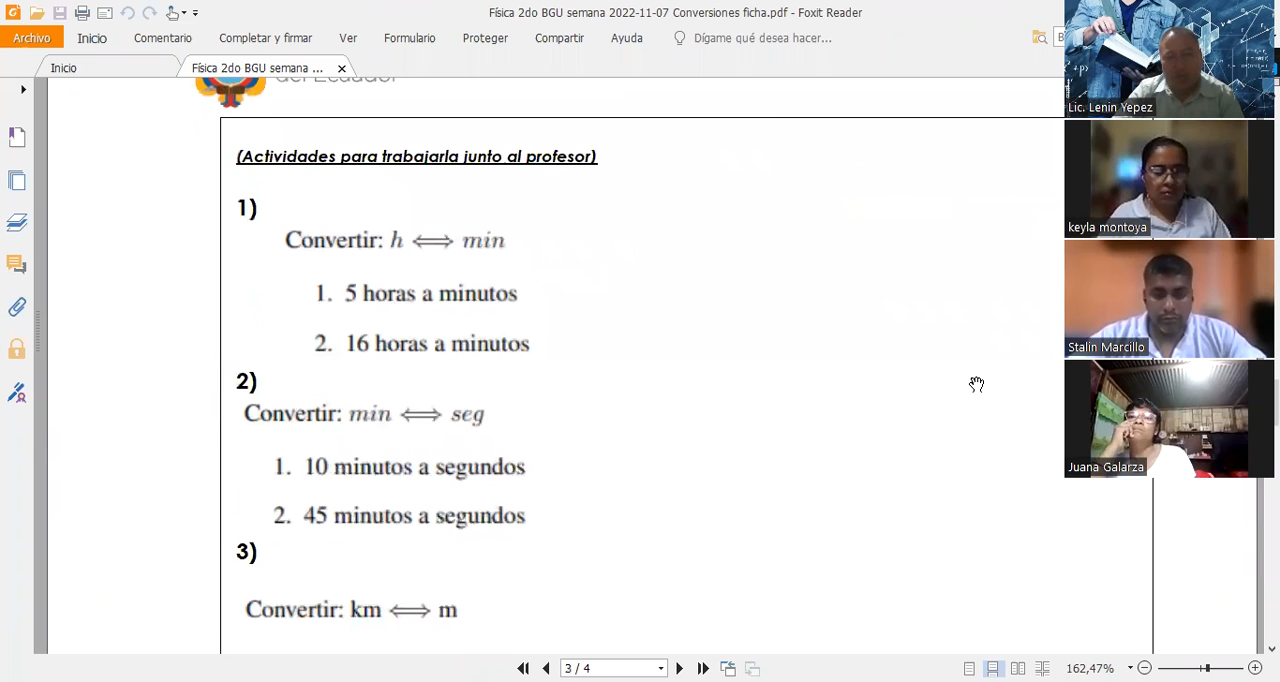 Física 2do BGU semana 2022-11-07 Conversiones ficha.pdf - Foxit Reader
Archivo Inicio Comentario Completar y firmar Ver Formulario Proteger Compartir Ayuda Dígame qué desea hacer...
Inicio Física 2do BGU semana ...
del Ecuador
(Actividades para trabajarla junto al profesor)
1)
Convertir: h ⟺ min
1. 5 horas a minutos
2. 16 horas a minutos
2)
Convertir: min ⟺ seg
1. 10 minutos a segundos
2. 45 minutos a segundos
3)
Convertir: km ⟺ m
3 / 4
162,47%
Lic. Lenin Yepez
keyla montoya
Stalin Marcillo
Juana Galarza